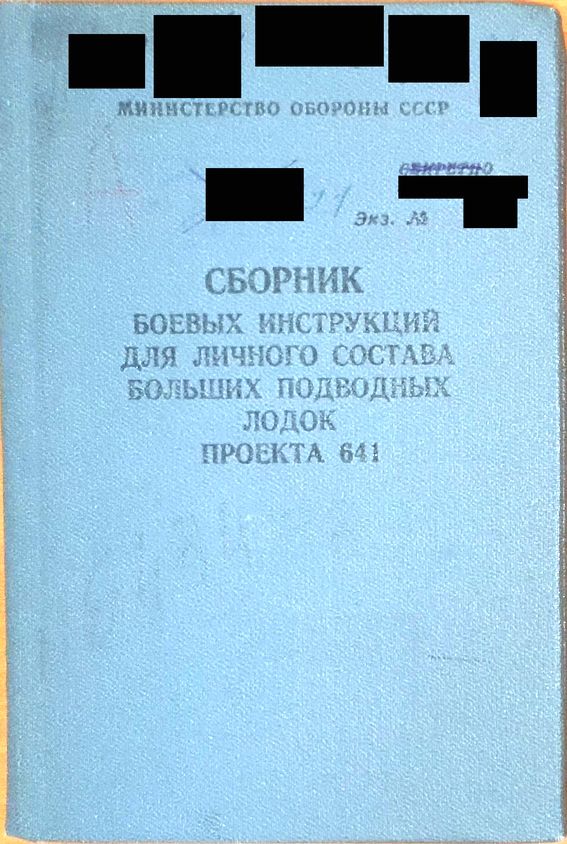 МИНИСТЕРСТВО ОБОРОНЫ СССР
СЕКРЕТНО
Экз. №
СБОРНИК
БОЕВЫХ ИНСТРУКЦИЙ
ДЛЯ ЛИЧНОГО СОСТАВА
БОЛЬШИХ ПОДВОДНЫХ
ЛОДОК
ПРОЕКТА 641